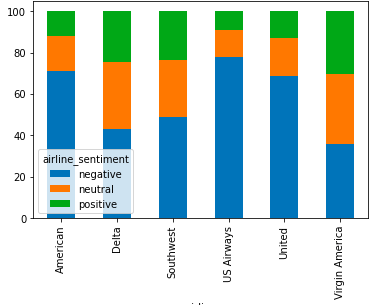 100
80
60
40
20
0
airline_sentiment
negative
neutral
positive
American
Delta
Southwest
US Airways
United
Virgin America